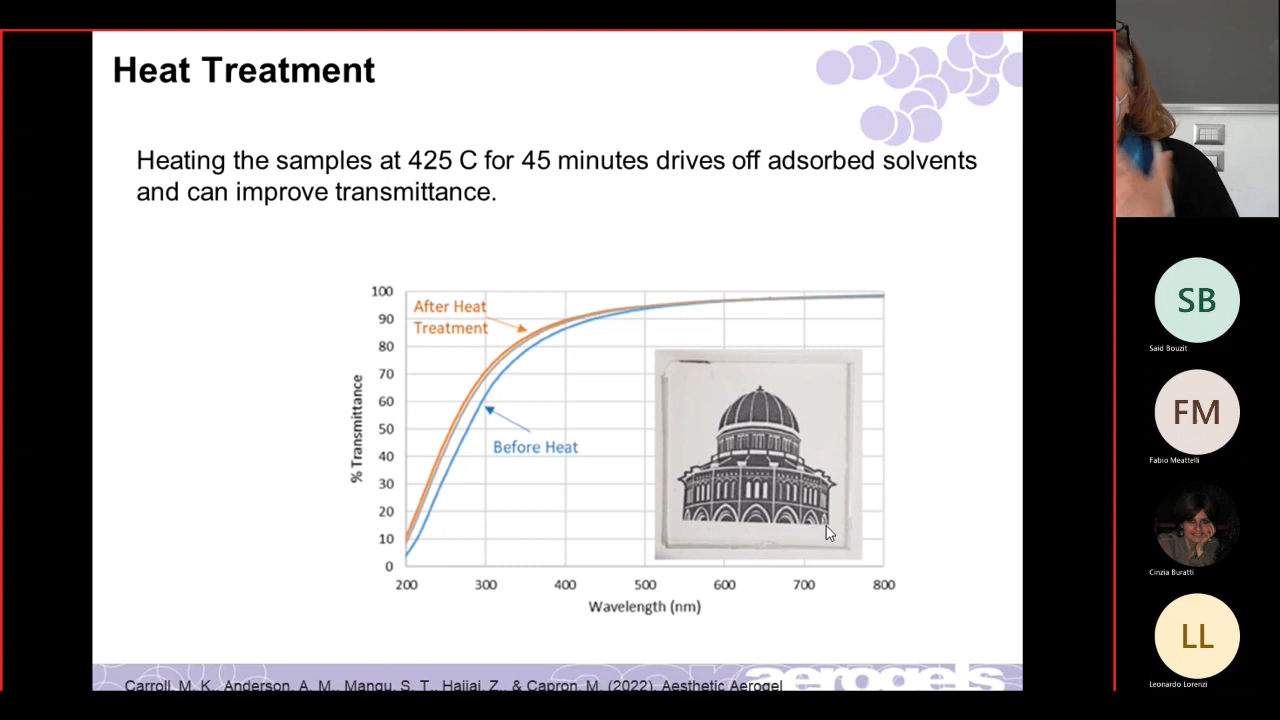 Heat Treatment
Heating the samples at 425 C for 45 minutes drives off adsorbed solvents
and can improve transmittance.
100
90
80
70
60
50
40
30
20
10
0
% Transmittance
After Heat
Treatment
Before Heat
200 300 400 500 600 700 800
Wavelength (nm)
aerogels
Carroll, M. K., Anderson, A. M., Mangu, S. T., Hajjaj, Z., & Capron, M. (2022). Aesthetic Aerogel
SB
Said Bouzit
FM
Fabio Meattelli
Cinzia Buratti
LL
Leonardo Lorenzi